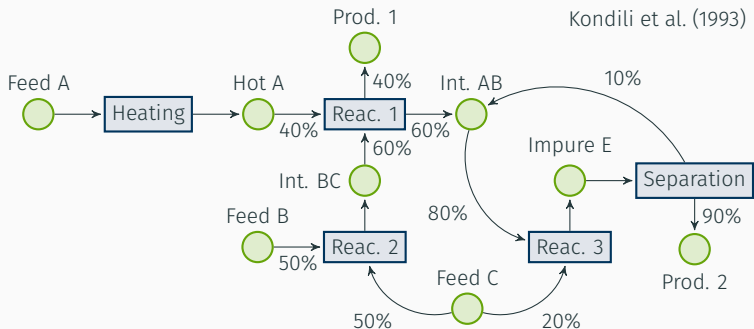 Prod. 1
Kondili et al. (1993)
Feed A
Hot A
40%
Int. AB
10%
Heating
Reac. 1
40%
60%
60%
Impure E
Int. BC
Separation
Feed B
80%
90%
50%
Reac. 2
Reac. 3
Feed C
Prod. 2
50%
20%